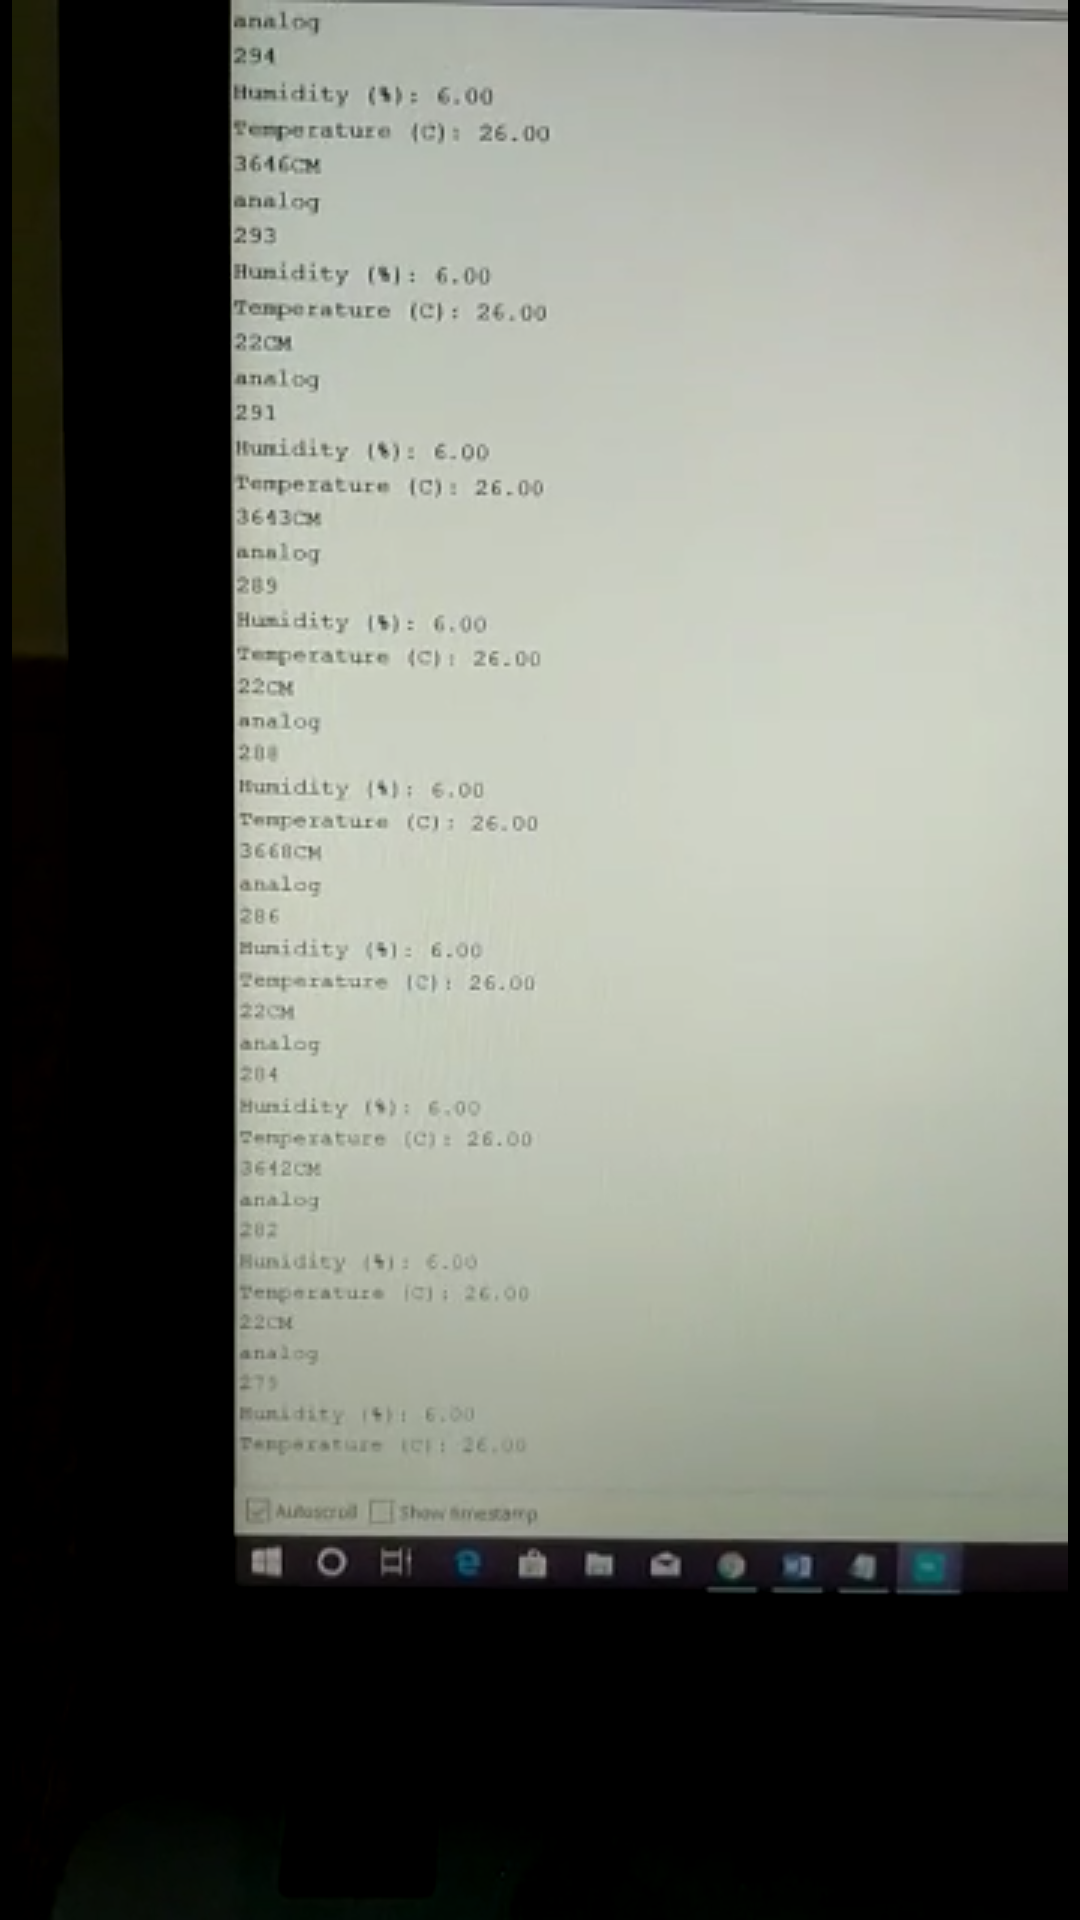 analog
294
Humidity (%): 6.00
Temperature (C): 26.00
3646CM
analog
293
Humidity (%): 6.00
Temperature (C): 26.00
22CM
analog
291
Humidity (%): 6.00
Temperature (C): 26.00
3643CM
analog
289
Humidity (%): 6.00
Temperature (C): 26.00
22CM
analog
288
Humidity (%): 6.00
Temperature (C): 26.00
3668CM
analog
286
Humidity (%): 6.00
Temperature (C): 26.00
22CM
analog
284
Humidity (%): 6.00
Temperature (C): 26.00
3642CM
analog
282
Humidity (%): 6.00
Temperature (C): 26.00
22CM
analog
279
Humidity (%): 6.00
Temperature (C): 26.00
Autoscroll Show timestamp